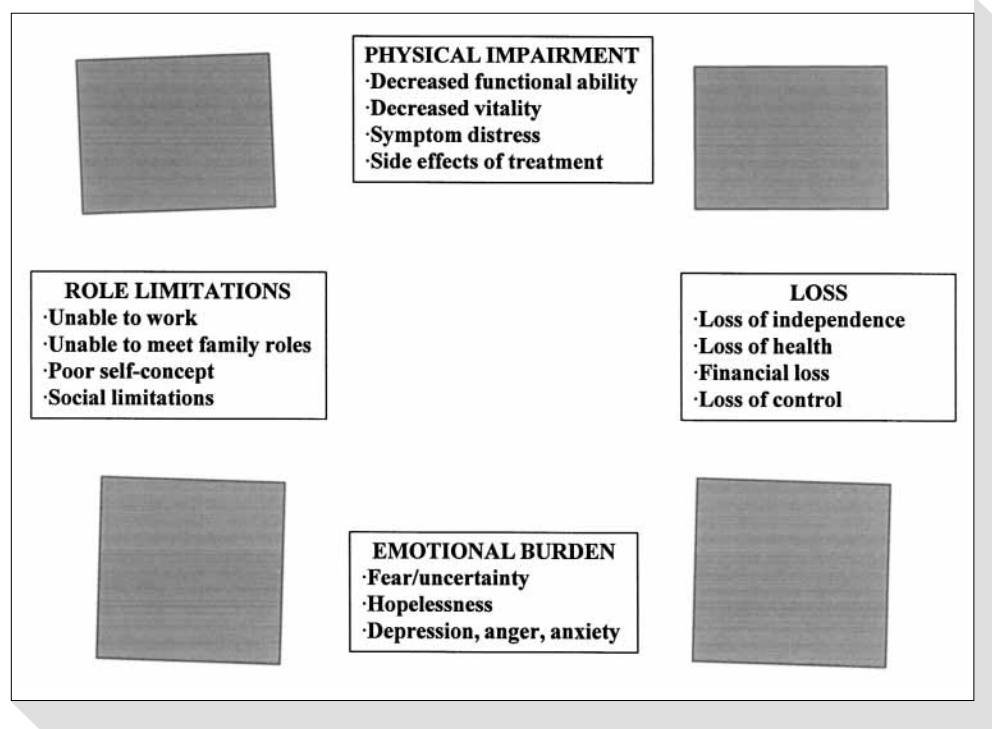 PHYSICAL IMPAIRMENT
·Decreased functional ability
·Decreased vitality
·Symptom distress
·Side effects of treatment
ROLE LIMITATIONS
·Unable to work
·Unable to meet family roles
·Poor self-concept
·Social limitations
LOSS
·Loss of independence
·Loss of health
·Financial loss
·Loss of control
EMOTIONAL BURDEN
·Fear/uncertainty
·Hopelessness
·Depression, anger, anxiety